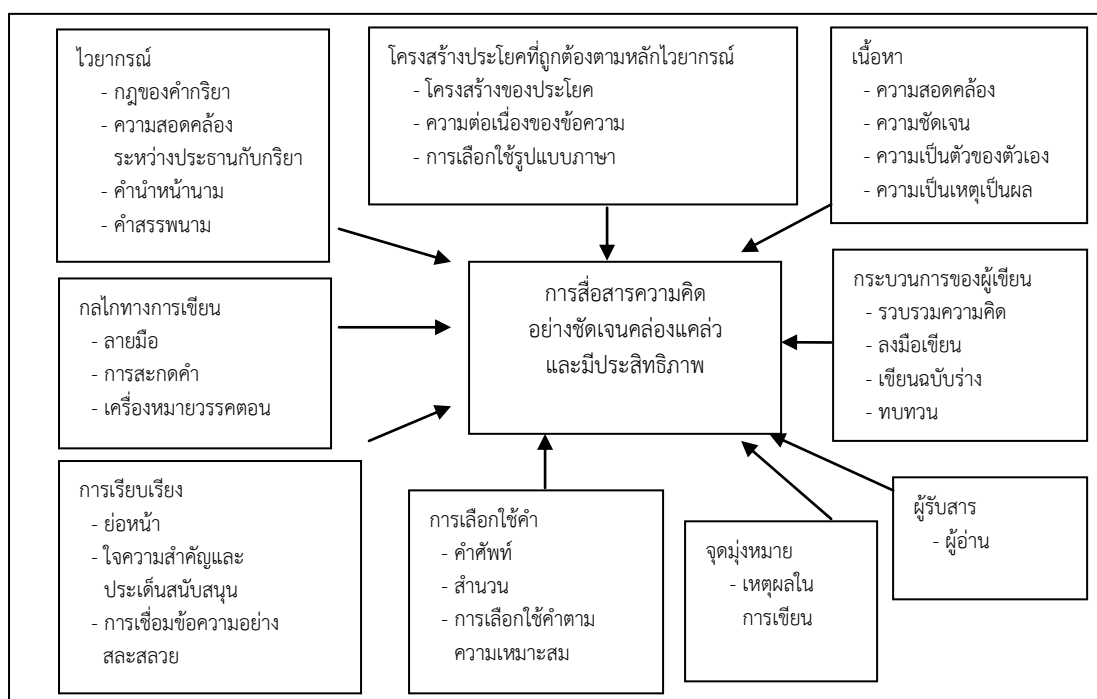 ไวยากรณ์
- กฎของคำกริยา
- ความสอดคล้อง
ระหว่างประธานกับกริยา
- คำนำหน้านาม
- คำสรรพนาม
โครงสร้างประโยคที่ถูกต้องตามหลักไวยากรณ์
- โครงสร้างของประโยค
- ความต่อเนื่องของข้อความ
- การเลือกใช้รูปแบบภาษา
เนื้อหา
- ความสอดคล้อง
- ความชัดเจน
- ความเป็นตัวของตัวเอง
- ความเป็นเหตุเป็นผล
กลไกทางการเขียน
- ลายมือ
- การสะกดคำ
- เครื่องหมายวรรคตอน
การสื่อสารความคิด
อย่างชัดเจนคล่องแคล่ว
และมีประสิทธิภาพ
กระบวนการของผู้เขียน
- รวบรวมความคิด
- ลงมือเขียน
- เขียนฉบับร่าง
- ทบทวน
การเรียบเรียง
- ย่อหน้า
- ใจความสำคัญและ
ประเด็นสนับสนุน
- การเชื่อมข้อความอย่าง
สละสลวย
การเลือกใช้คำ
- คำศัพท์
- สำนวน
- การเลือกใช้คำตาม
ความเหมาะสม
จุดมุ่งหมาย
- เหตุผลใน
การเขียน
ผู้รับสาร
- ผู้อ่าน